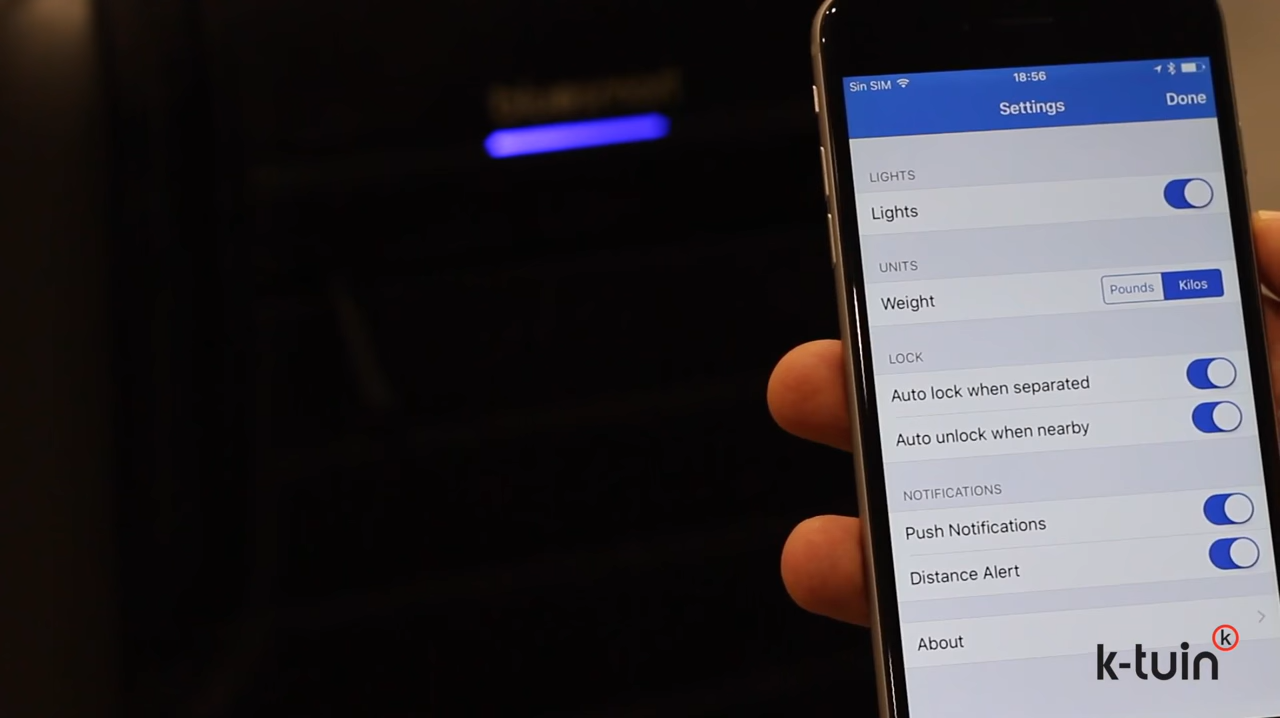 Sin SIM
18:56
Settings
Done
LIGHTS
Lights
UNITS
Weight
Pounds
Kilos
LOCK
Auto lock when separated
Auto unlock when nearby
NOTIFICATIONS
Push Notifications
Distance Alert
About
k-tuin k